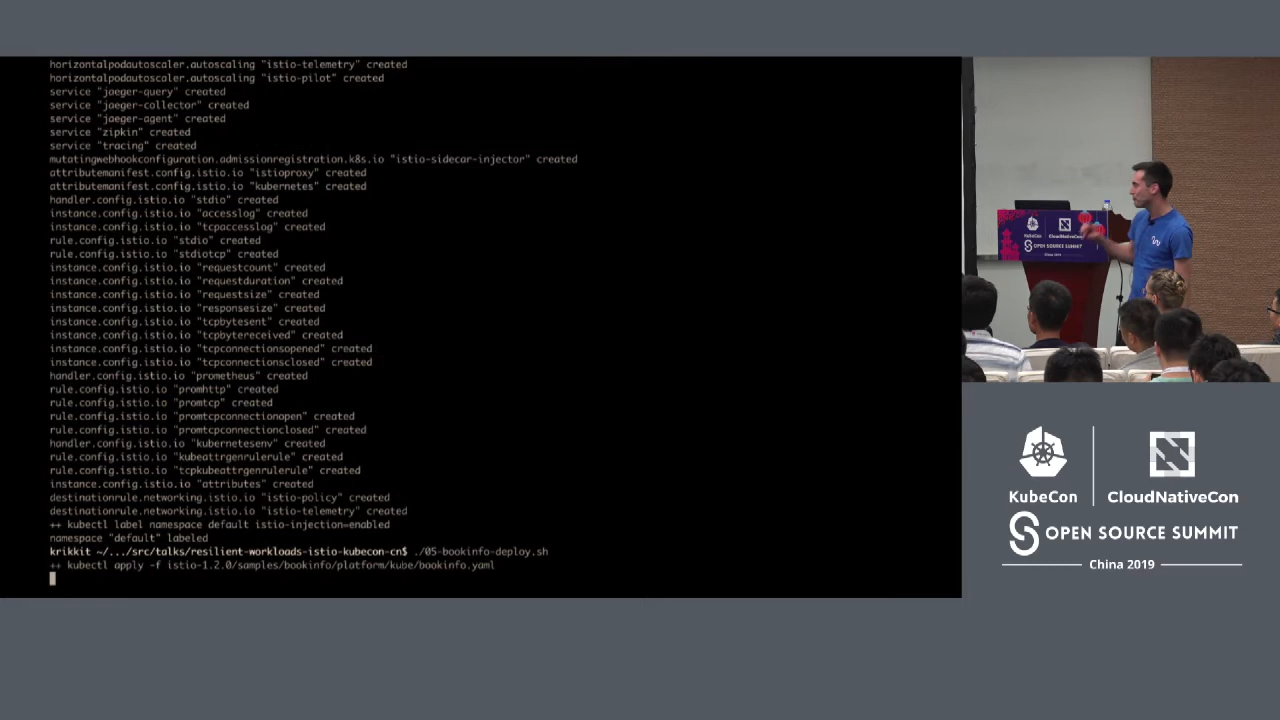 horizontalpodautoscaler.autoscaling "istio-telemetry" created
horizontalpodautoscaler.autoscaling "istio-pilot" created
service "jaeger-query" created
service "jaeger-collector" created
service "jaeger-agent" created
service "zipkin" created
service "tracing" created
mutatingwebhookconfiguration.admissionregistration.k8s.io "istio-sidecar-injector" created
attributemanifest.config.istio.io "istioproxy" created
attributemanifest.config.istio.io "kubernetes" created
handler.config.istio.io "stdio" created
instance.config.istio.io "accesslog" created
instance.config.istio.io "tcpaccesslog" created
rule.config.istio.io "stdio" created
rule.config.istio.io "stdiotcp" created
instance.config.istio.io "requestcount" created
instance.config.istio.io "requestduration" created
instance.config.istio.io "requestsize" created
instance.config.istio.io "responsesize" created
instance.config.istio.io "tcpbytesent" created
instance.config.istio.io "tcpbytereceived" created
instance.config.istio.io "tcpconnectionsopened" created
instance.config.istio.io "tcpconnectionsclosed" created
handler.config.istio.io "prometheus" created
rule.config.istio.io "promhttp" created
rule.config.istio.io "promtcp" created
rule.config.istio.io "promtcpconnectionopen" created
rule.config.istio.io "promtcpconnectionclosed" created
handler.config.istio.io "kubernetesenv" created
rule.config.istio.io "kubeattrgenrulerule" created
rule.config.istio.io "tcpkubeattrgenrulerule" created
instance.config.istio.io "attributes" created
destinationrule.networking.istio.io "istio-policy" created
destinationrule.networking.istio.io "istio-telemetry" created
++ kubectl label namespace default istio-injection=enabled
namespace "default" labeled
krikkit ~/.../src/talks/resilient-workloads-istio-kubecon-cn$ ./05-bookinfo-deploy.sh
++ kubectl apply -f istio-1.2.0/samples/bookinfo/platform/kube/bookinfo.yaml
KubeCon CloudNativeCon
OPEN SOURCE SUMMIT
China 2019
KubeCon CloudNativeCon
OPEN SOURCE SUMMIT
China 2019